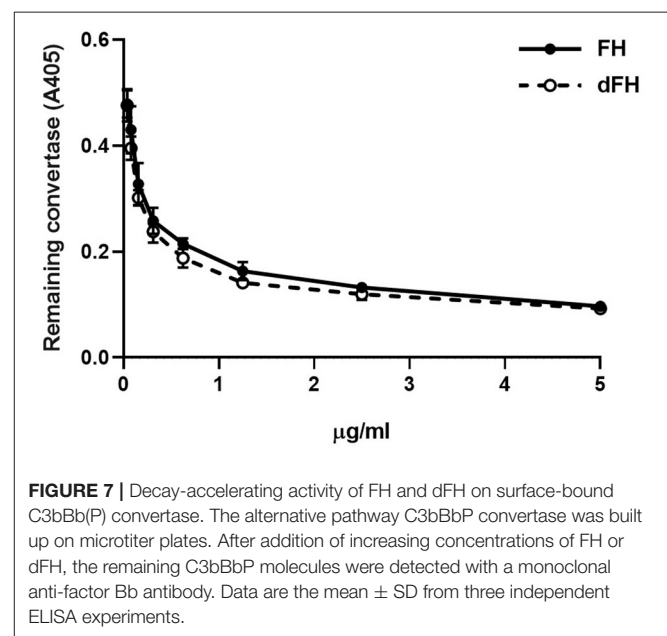 0.6
0.4
0.2
0.0
Remaining convertase (A405)
FH
dFH
0 1 2 3 4 5
μg/ml
FIGURE 7 | Decay-accelerating activity of FH and dFH on surface-bound
C3bBb(P) convertase. The alternative pathway C3bBbP convertase was built
up on microtiter plates. After addition of increasing concentrations of FH or
dFH, the remaining C3bBbP molecules were detected with a monoclonal
anti-factor Bb antibody. Data are the mean ± SD from three independent
ELISA experiments.